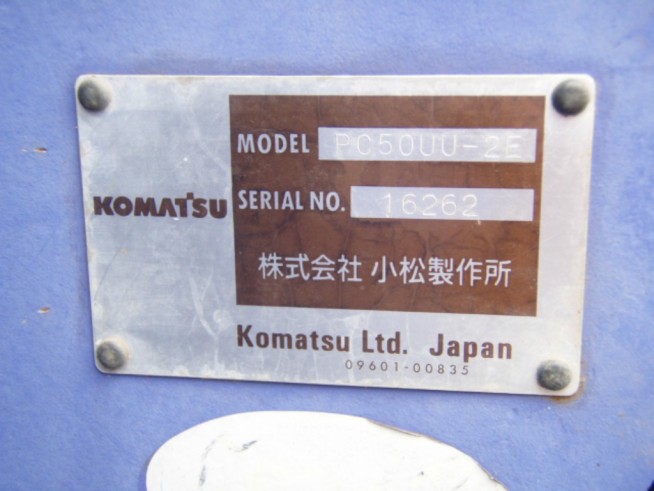 MODEL PC50UU-2E
KOMATSU
SERIAL NO. 16262
株式会社 小松製作所
Komatsu Ltd. Japan
09601-00835